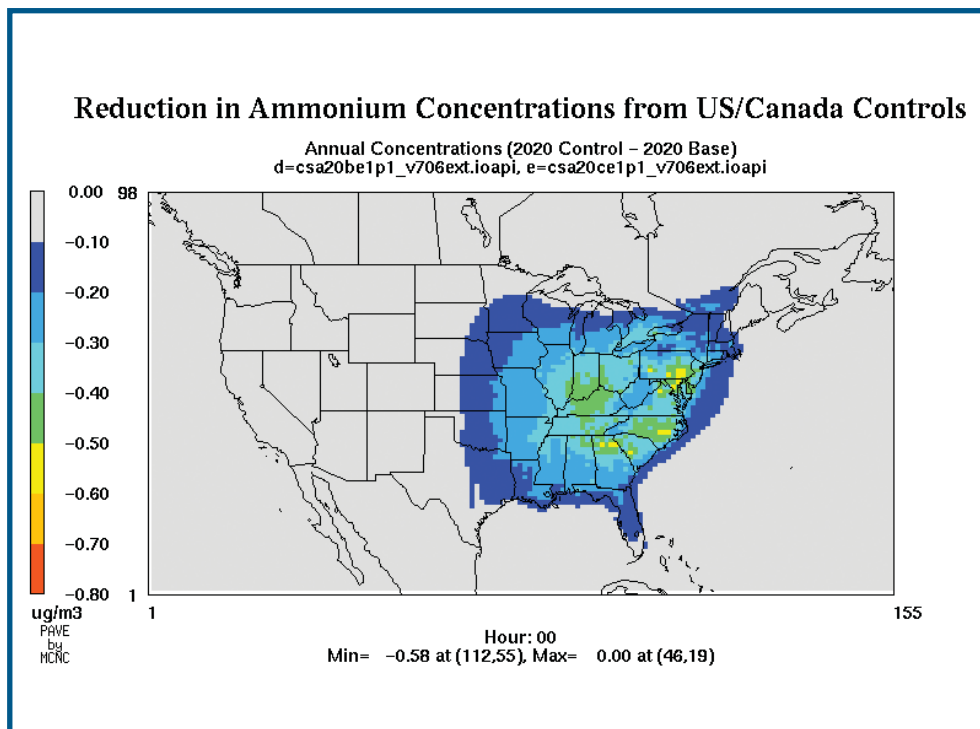 Reduction in Ammonium Concentrations from US/Canada Controls
Annual Concentrations (2020 Control − 2020 Base)
d=csa20be1p1_v706ext.ioapi, e=csa20ce1p1_v706ext.ioapi
0.00
98
−0.10
−0.20
−0.30
−0.40
−0.50
−0.60
−0.70
−0.80
1
ug/m3
1
155
PAVE
by
MCNC
Hour: 00
Min= −0.58 at (112,55), Max= 0.00 at (46,19)